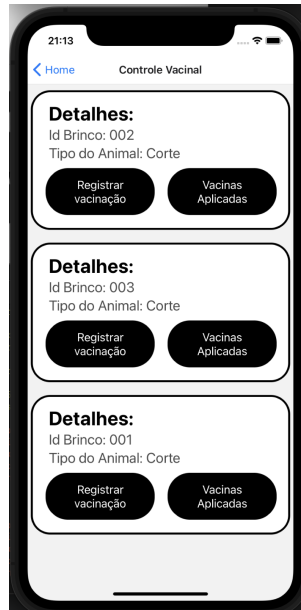 21:13
Home Controle Vacinal
Detalhes:
Id Brinco: 002
Tipo do Animal: Corte
Registrar
vacinação
Vacinas
Aplicadas
Detalhes:
Id Brinco: 003
Tipo do Animal: Corte
Registrar
vacinação
Vacinas
Aplicadas
Detalhes:
Id Brinco: 001
Tipo do Animal: Corte
Registrar
vacinação
Vacinas
Aplicadas